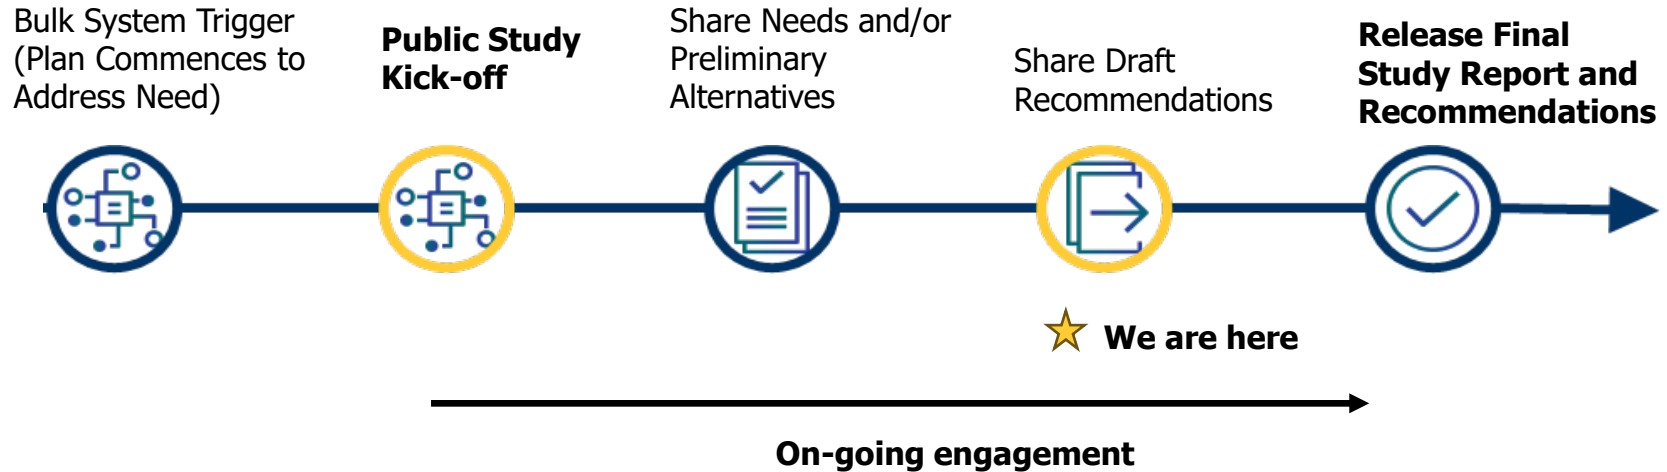 Bulk System Trigger
(Plan Commences to
Address Need)
Public Study
Kick-off
Share Needs and/or
Preliminary
Alternatives
Share Draft
Recommendations
Release Final
Study Report and
Recommendations
We are here
On-going engagement